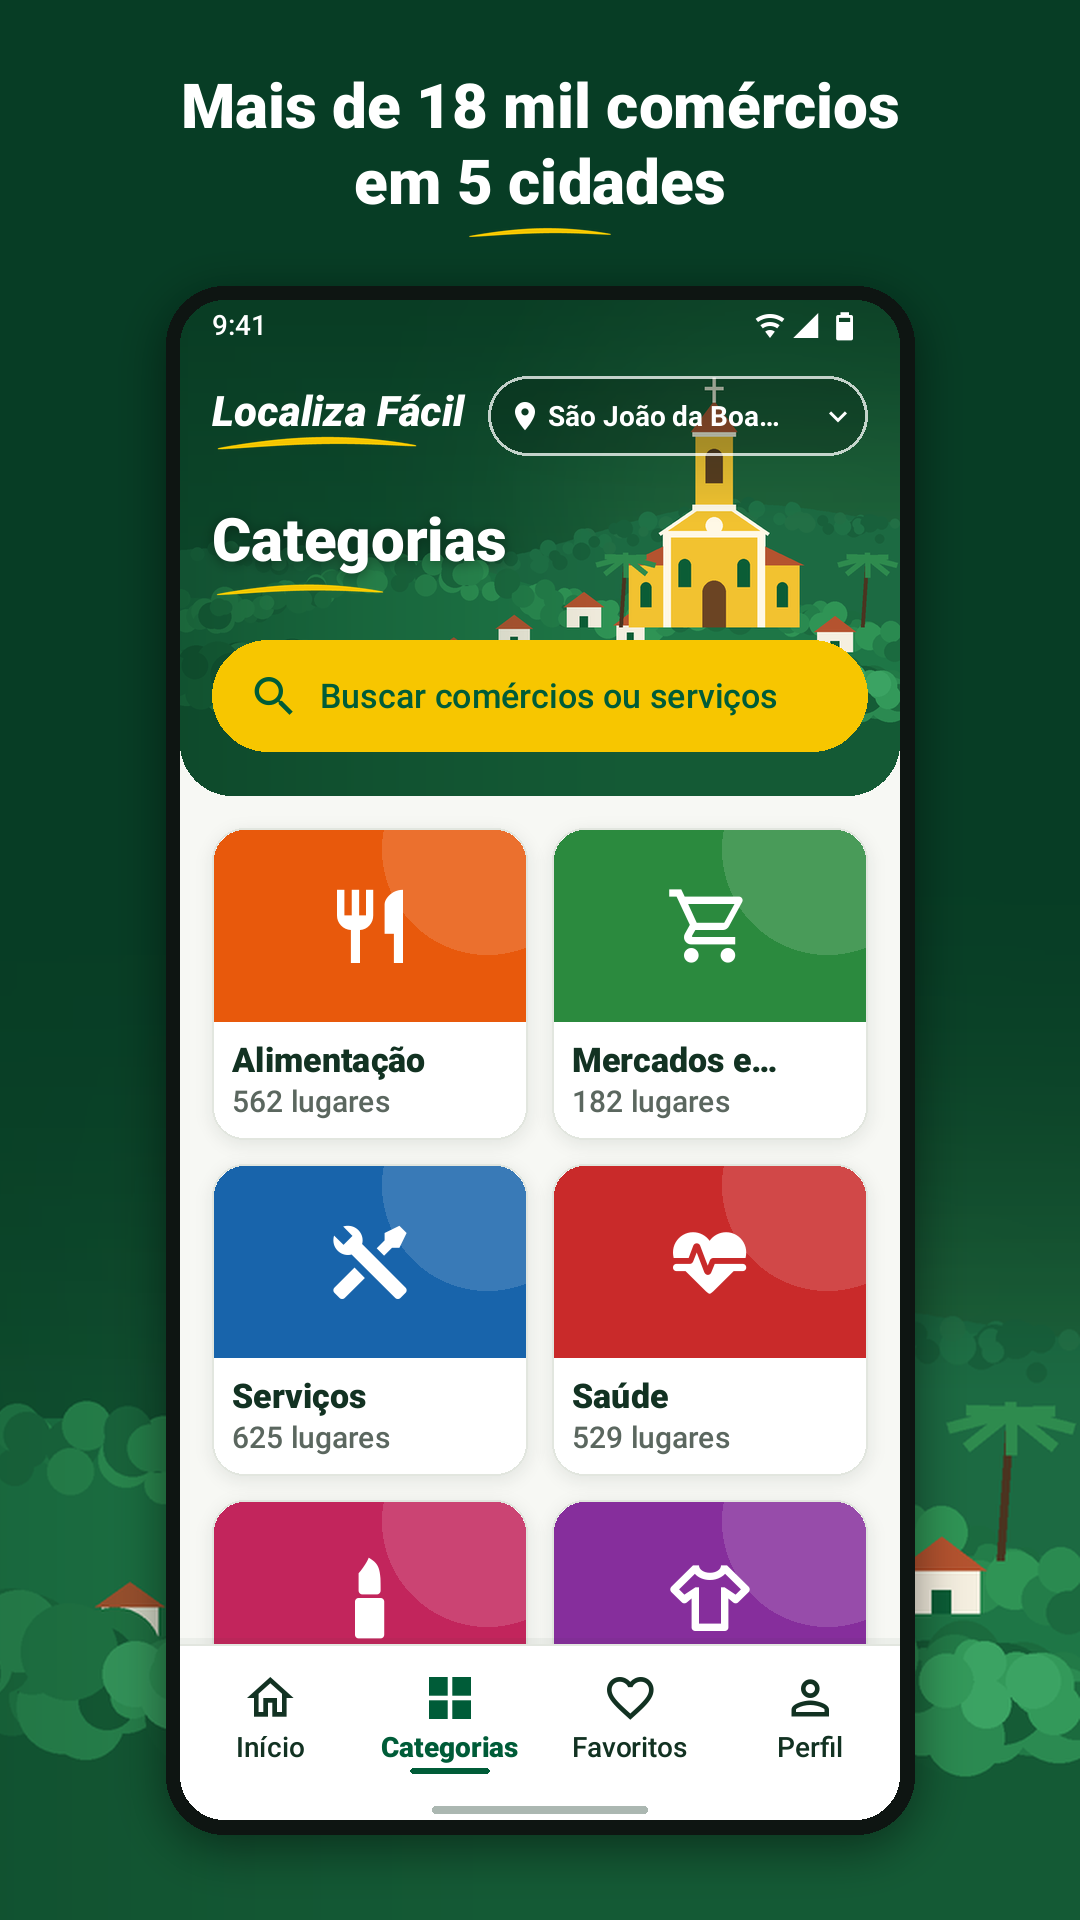 Mais de 18 mil comércios
em 5 cidades
9:41
Localiza Fácil
São João da Boa...
Categorias
Buscar comércios ou serviços
Alimentação
562 lugares
Mercados e...
182 lugares
Serviços
625 lugares
Saúde
529 lugares
Início
Categorias
Favoritos
Perfil